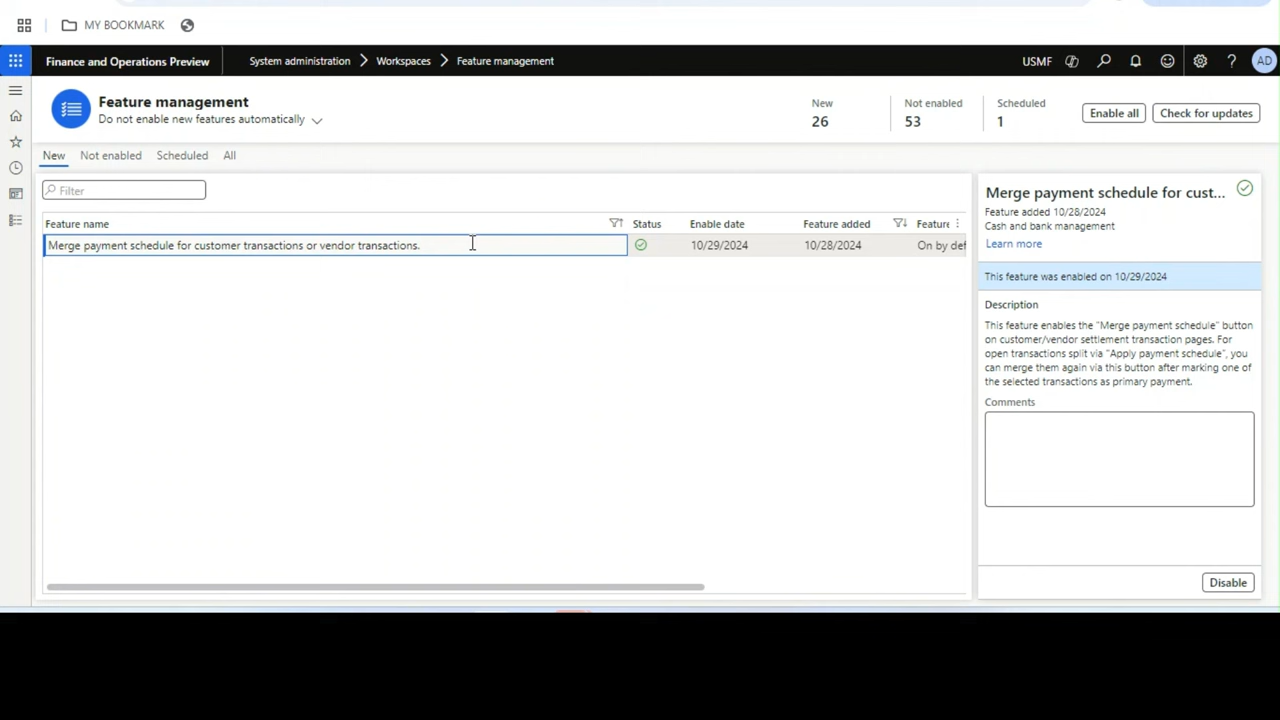 MY BOOKMARK
Finance and Operations Preview
System administration
Workspaces
Feature management
USMF
AD
Feature management
Do not enable new features automatically
New
26
Not enabled
53
Scheduled
1
Enable all
Check for updates
New
Not enabled
Scheduled
All
Filter
Feature name
Status
Enable date
Feature added
Feature
Merge payment schedule for customer transactions or vendor transactions.
10/29/2024
10/28/2024
On by def
Merge payment schedule for cust...
Feature added 10/28/2024
Cash and bank management
Learn more
This feature was enabled on 10/29/2024
Description
This feature enables the "Merge payment schedule" button
on customer/vendor settlement transaction pages. For
open transactions split via "Apply payment schedule", you
can merge them again via this button after marking one of
the selected transactions as primary payment.
Comments
Disable